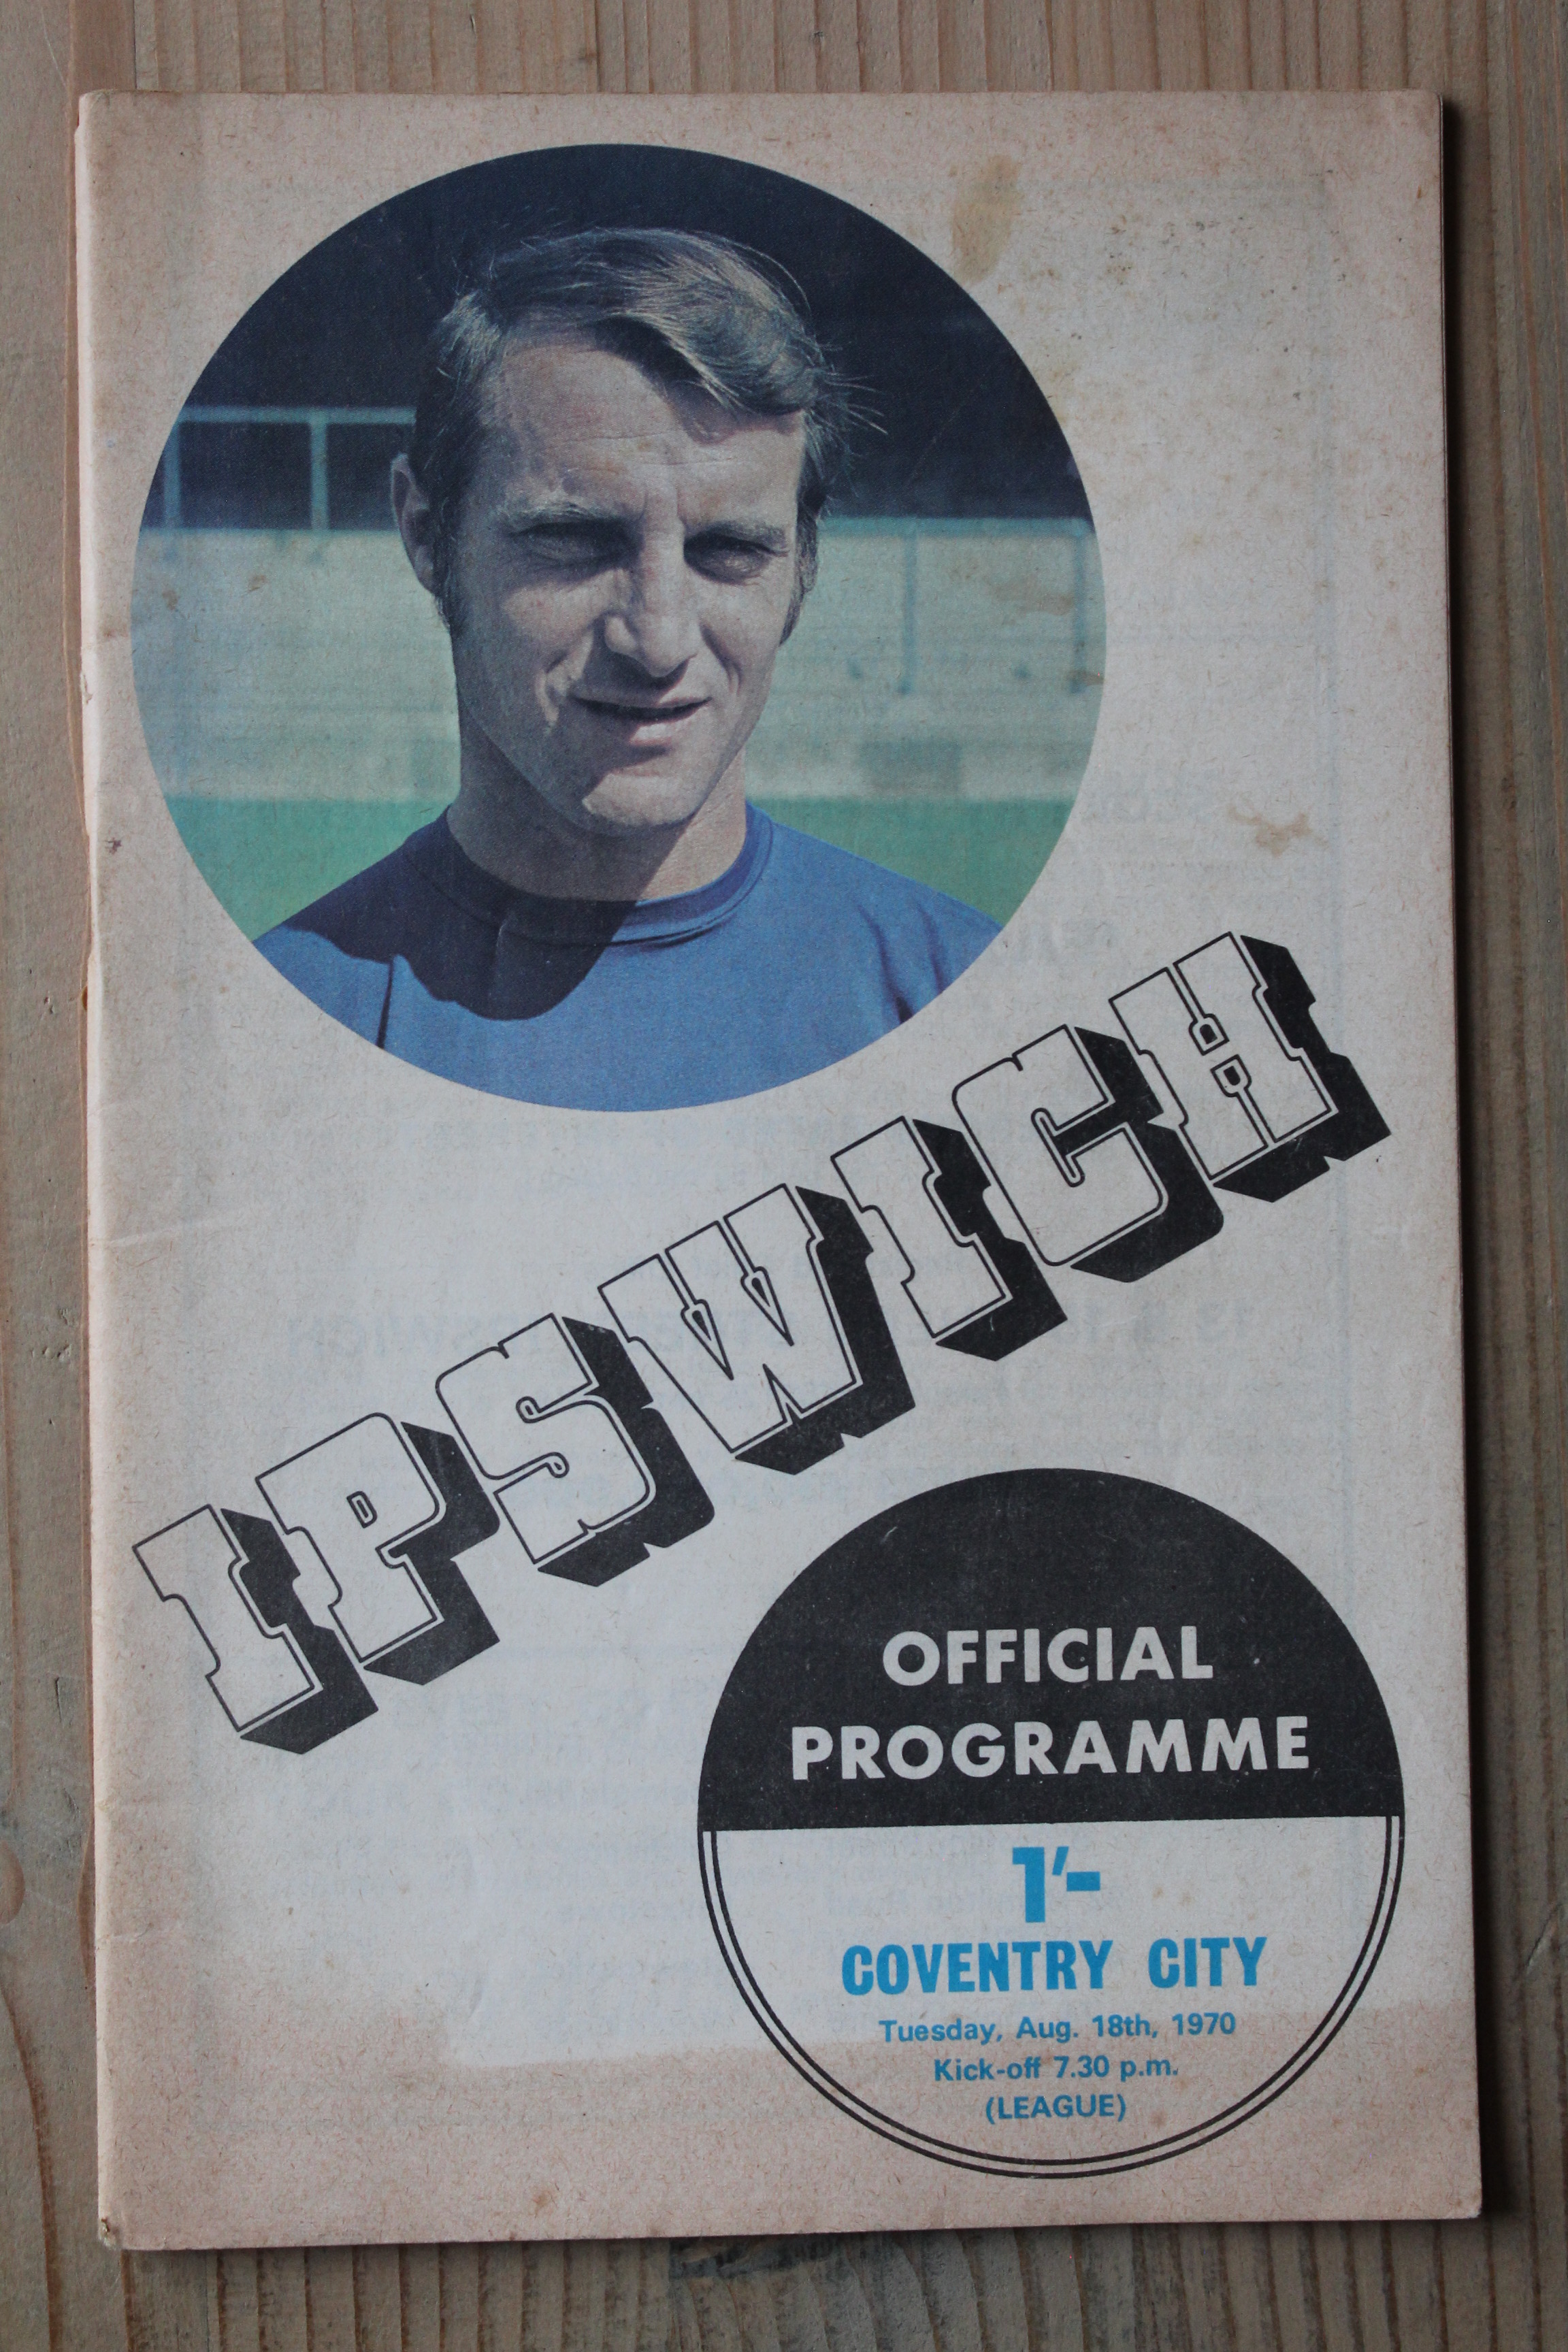 IPSWICH
OFFICIAL
PROGRAMME
1'-
COVENTRY CITY
Tuesday, Aug. 18th, 1970
Kick-off 7.30 p.m.
(LEAGUE)